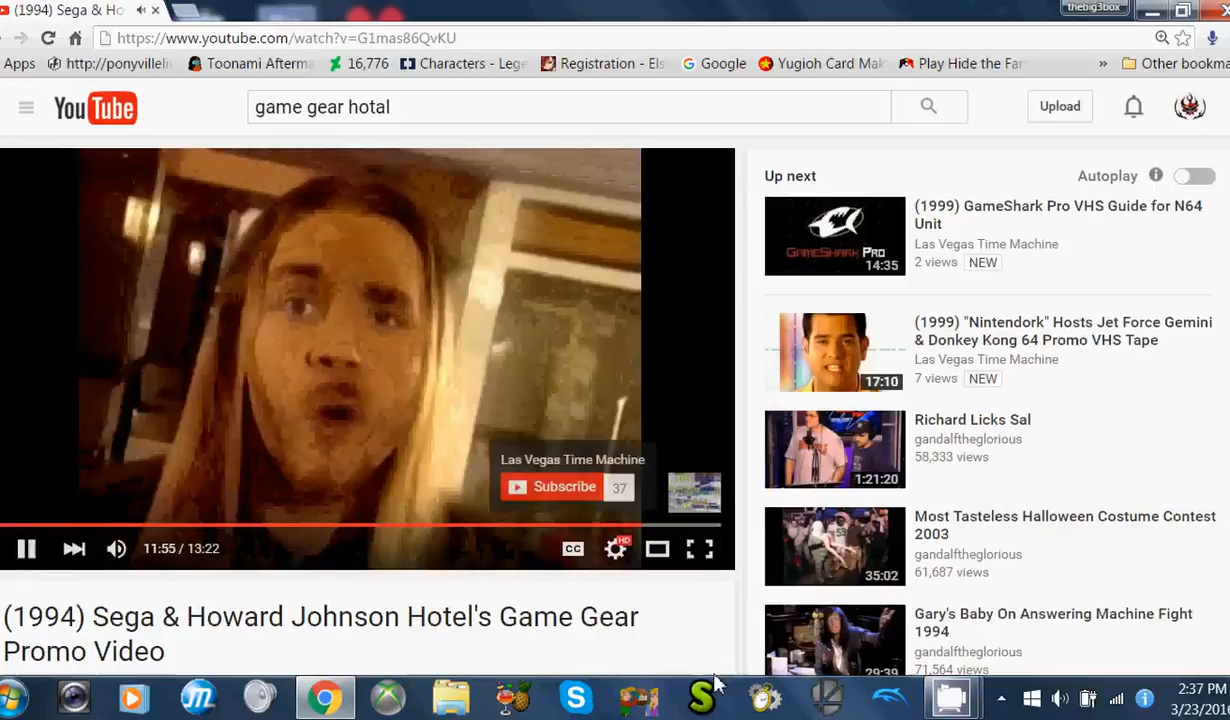 (1994) Sega & Ho
thebig3box
https://www.youtube.com/watch?v=G1mas86QvKU
Apps
http://ponyvilleli
Toonami Afterma
16,776
Characters - Lege
Registration - Els
Google
Yugioh Card Mak
Play Hide the Far
»
Other bookma
YouTube
game gear hotal
Upload
Up next
Autoplay
(1999) GameShark Pro VHS Guide for N64
Unit
Las Vegas Time Machine
2 views NEW
GAMESHARK PRO
14:35
(1999) "Nintendork" Hosts Jet Force Gemini
& Donkey Kong 64 Promo VHS Tape
Las Vegas Time Machine
7 views NEW
17:10
Richard Licks Sal
gandalftheglorious
58,333 views
1:21:20
Most Tasteless Halloween Costume Contest
2003
gandalftheglorious
61,687 views
35:02
Gary's Baby On Answering Machine Fight
1994
gandalftheglorious
71,564 views
29:39
Las Vegas Time Machine
Subscribe 37
11:55 / 13:22
CC
HD
(1994) Sega & Howard Johnson Hotel's Game Gear
Promo Video
2:37 PM
3/23/201